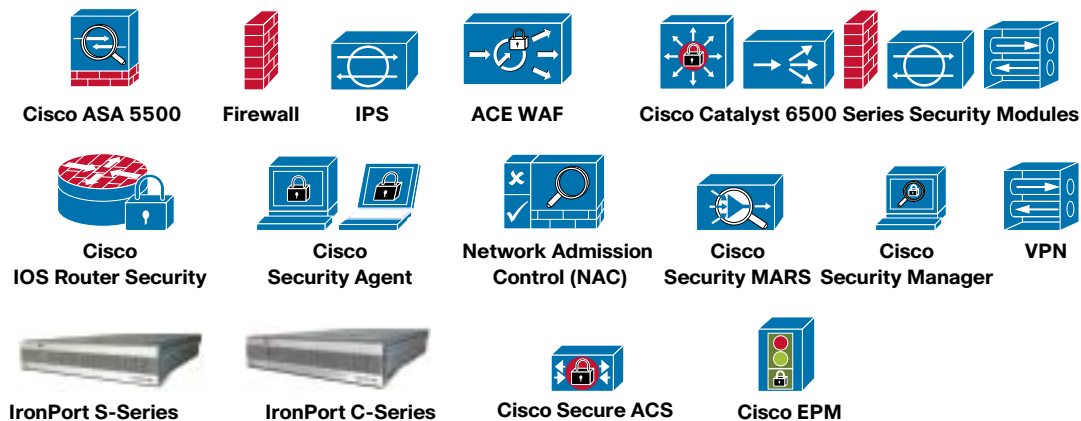 Cisco ASA 5500
Firewall
IPS
ACE WAF
Cisco Catalyst 6500 Series Security Modules
Cisco
IOS Router Security
Cisco
Security Agent
Network Admission
Control (NAC)
Cisco
Security MARS
Cisco
Security Manager
VPN
IronPort S-Series
IronPort C-Series
Cisco Secure ACS
Cisco EPM